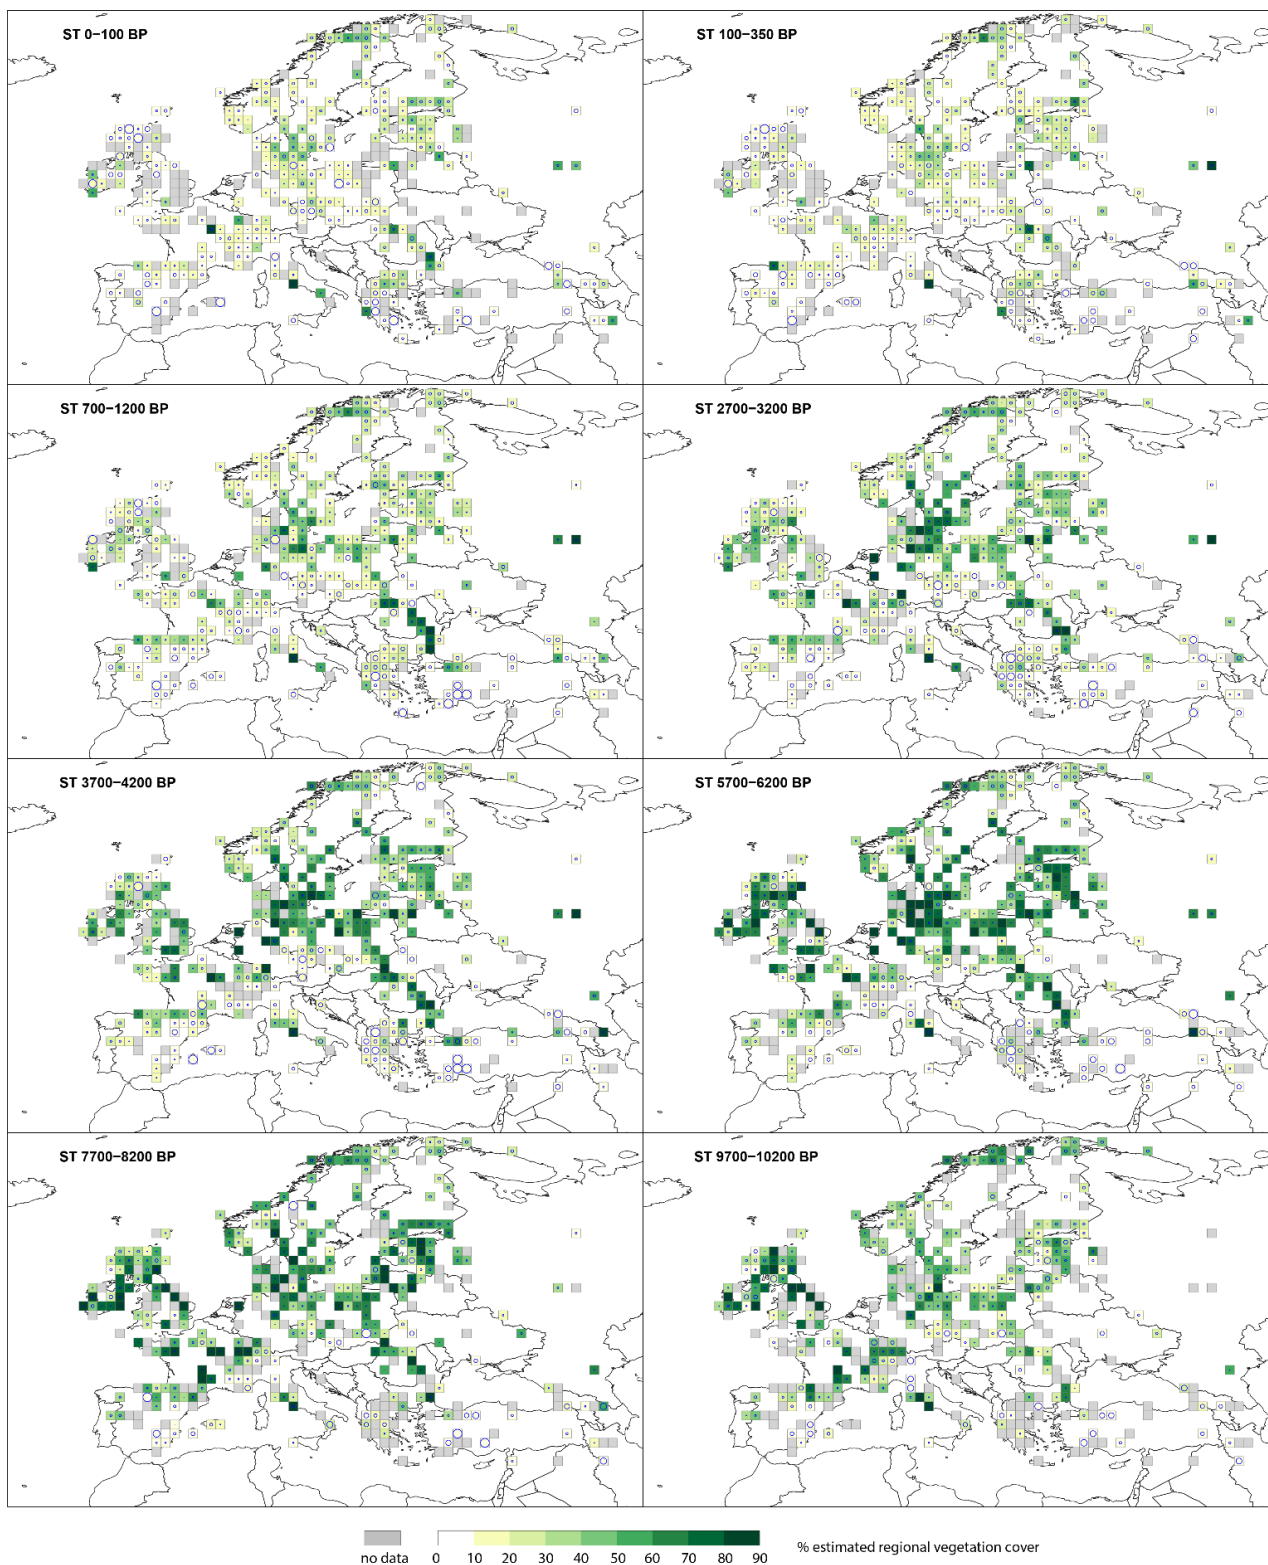 ST 0−100 BP
ST 100−350 BP
ST 700−1200 BP
ST 2700−3200 BP
ST 3700−4200 BP
ST 5700−6200 BP
ST 7700−8200 BP
ST 9700−10200 BP
no data
0 10 20 30 40 50 60 70 80 90
% estimated regional vegetation cover